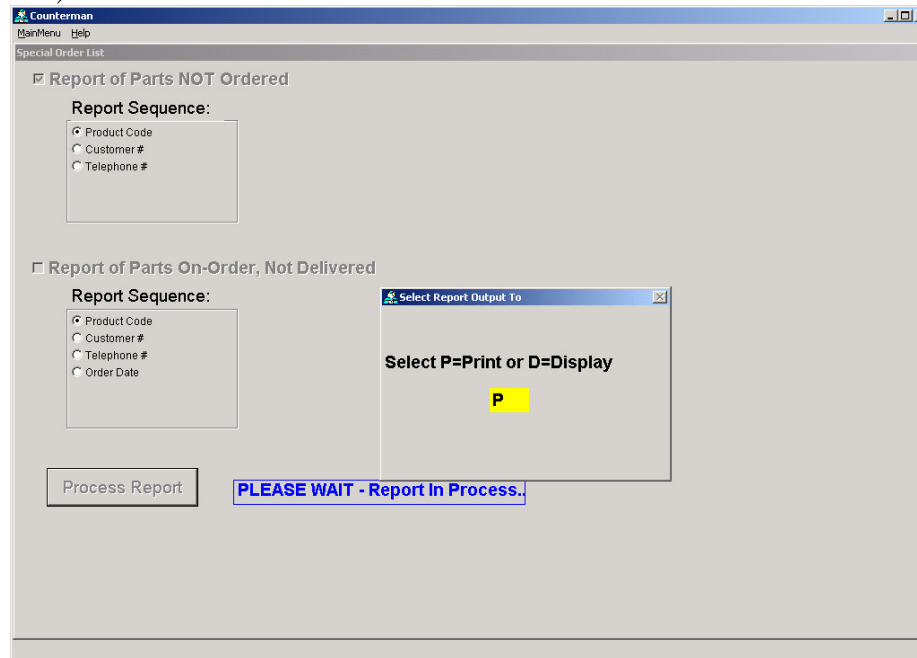 Counterman
MainMenu Help
Special Order List
Report of Parts NOT Ordered
Report Sequence:
Product Code
Customer #
Telephone #
Report of Parts On-Order, Not Delivered
Report Sequence:
Product Code
Customer #
Telephone #
Order Date
Select Report Output To
Select P=Print or D=Display
P
Process Report
PLEASE WAIT - Report In Process..